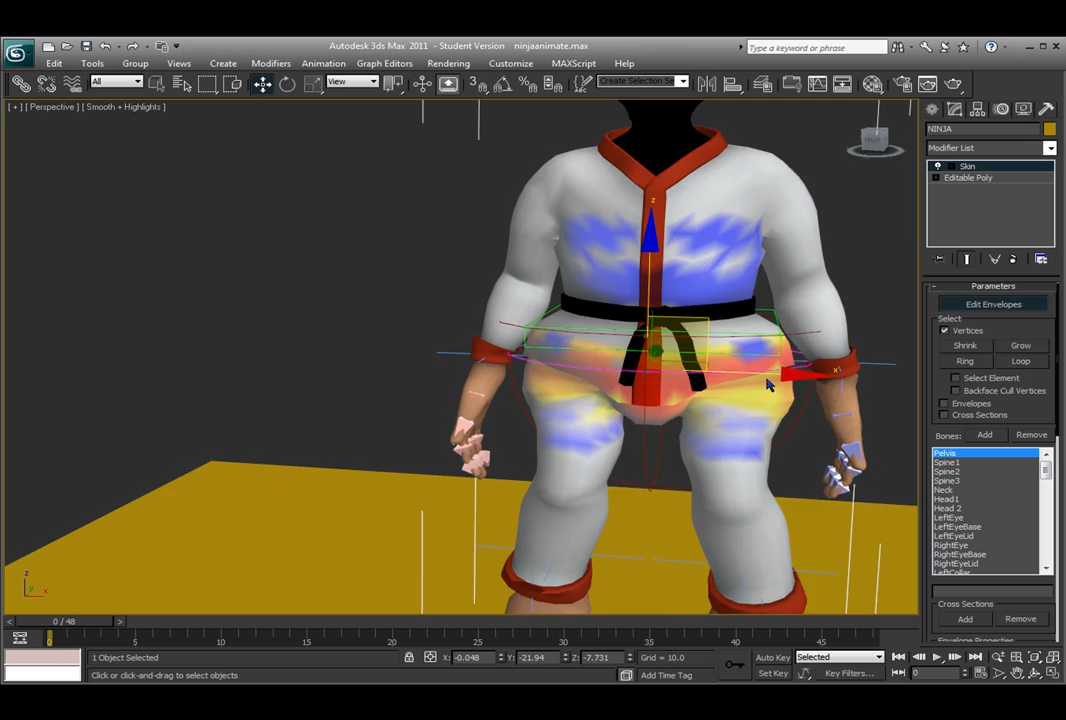 Autodesk 3ds Max 2011 - Student Version ninjaanimate.max
Type a keyword or phrase
Edit Tools Group Views Create Modifiers Animation Graph Editors Rendering Customize MAXScript Help
All View Create Selection Se
[ + ] [ Perspective ] [ Smooth + Highlights ]
FRONT
NINJA
Modifier List
Skin
Editable Poly
Parameters
Edit Envelopes
Select
Vertices
Shrink Grow
Ring Loop
Select Element
Backface Cull Vertices
Envelopes
Cross Sections
Bones: Add Remove
Pelvis
Spine1
Spine2
Spine3
Neck
Head1
Head 2
LeftEye
LeftEyeBase
LeftEyeLid
RightEye
RightEyeBase
RightEyeLid
LeftCollar
Cross Sections
Add Remove
Envelope Properties
z
x
z
y
x
0 / 48
0 5 10 15 20 25 30 35 40 45
1 Object Selected X: -0.048 Y: -21.94 Z: -7.731 Grid = 10.0 Auto Key Selected
Click or click-and-drag to select objects Add Time Tag Set Key Key Filters... 0